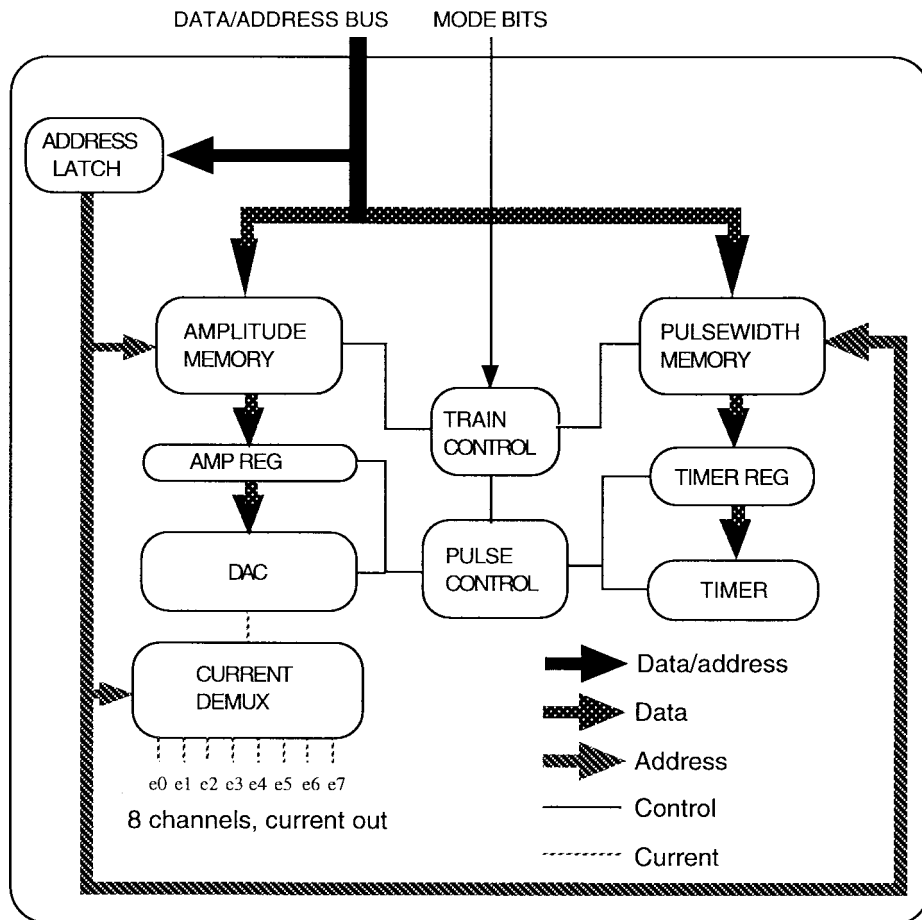 DATA/ADDRESS BUS
MODE BITS
ADDRESS
LATCH
AMPLITUDE
MEMORY
PULSEWIDTH
MEMORY
TRAIN
CONTROL
AMP REG
TIMER REG
DAC
PULSE
CONTROL
TIMER
CURRENT
DEMUX
e0 e1 e2 e3 e4 e5 e6 e7
8 channels, current out
Data/address
Data
Address
Control
Current